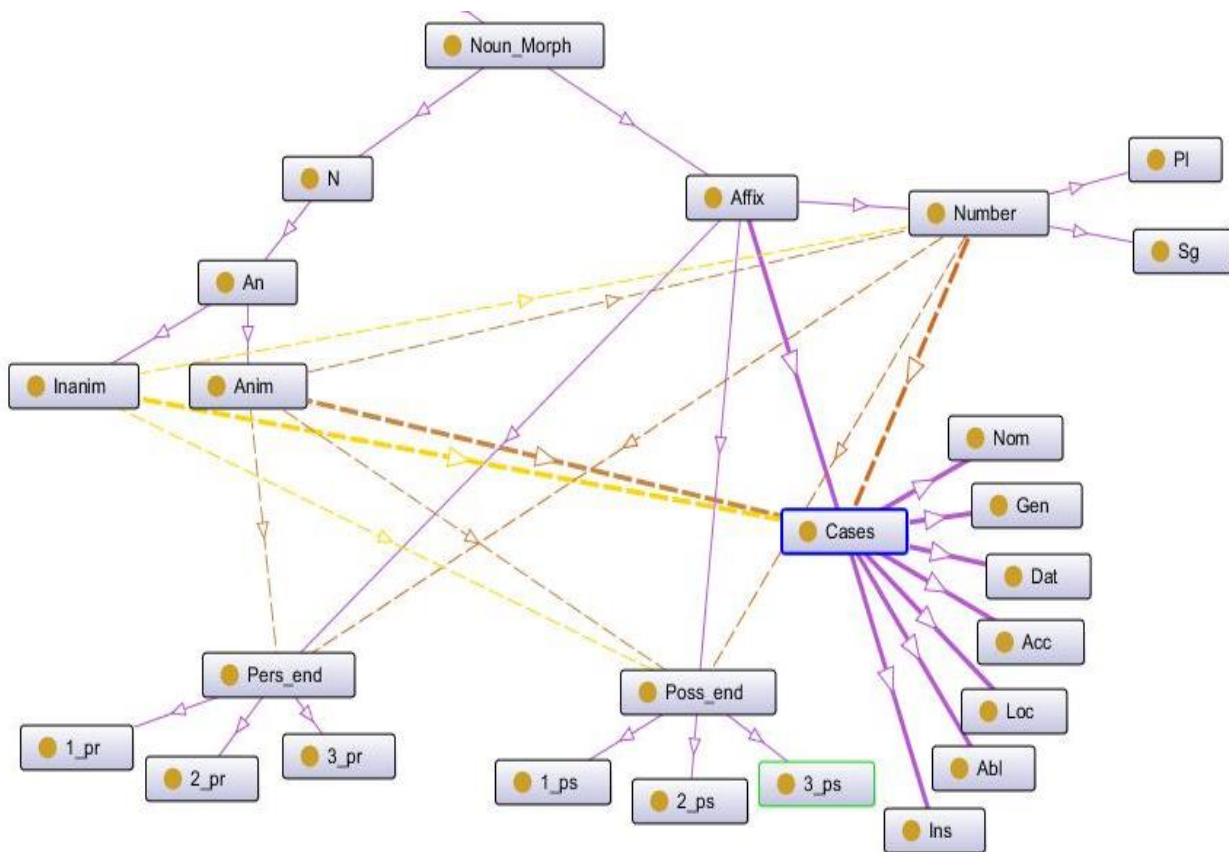 Noun_Morph
Pl
N
Affix
Number
Sg
An
Inanim
Anim
Nom
Gen
Cases
Dat
Acc
Pers_end
Poss_end
Loc
1_pr
2_pr
3_pr
1_ps
2_ps
3_ps
Abl
Ins